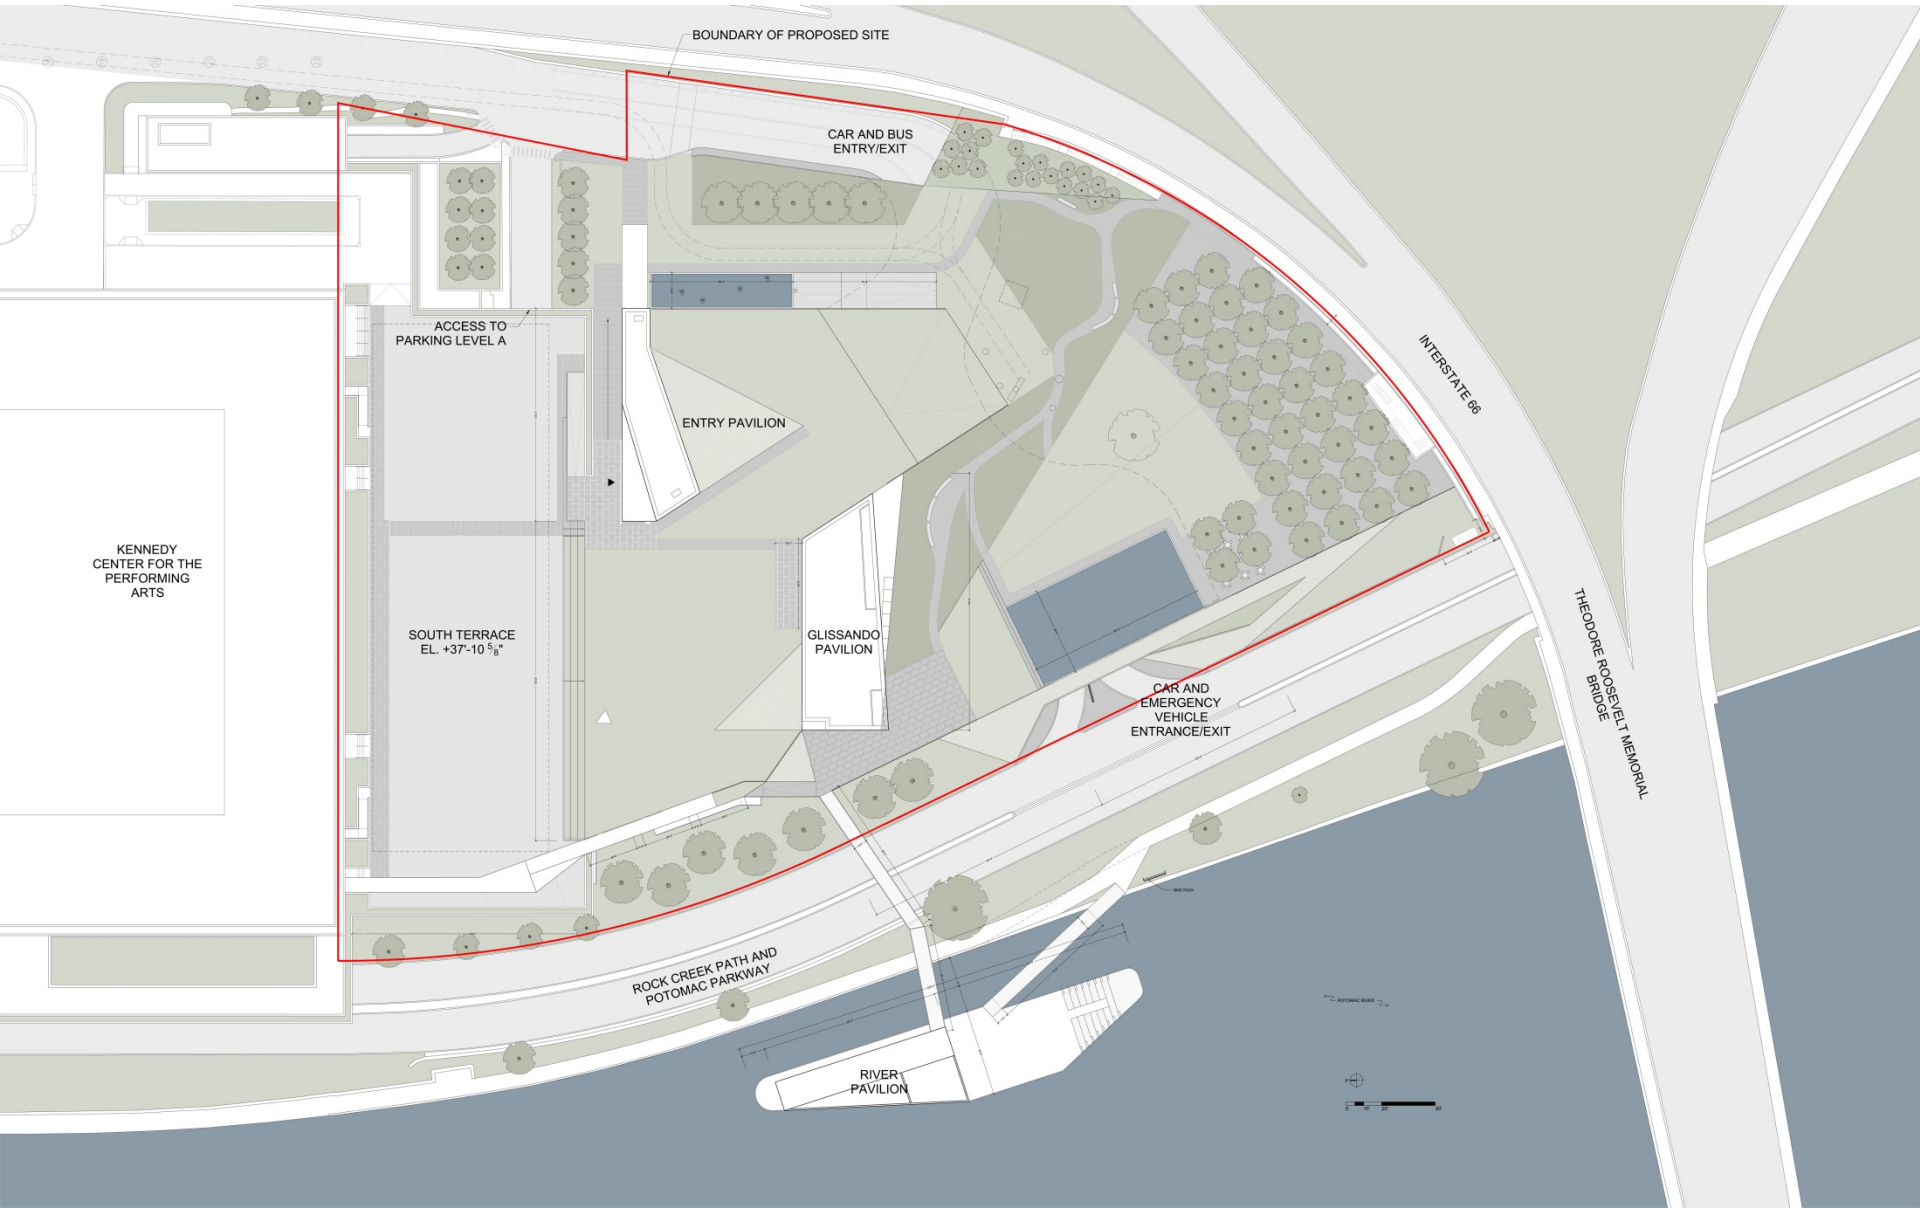 BOUNDARY OF PROPOSED SITE
CAR AND BUS
ENTRY/EXIT
ACCESS TO
PARKING LEVEL A
INTERSTATE 66
ENTRY PAVILION
KENNEDY
CENTER FOR THE
PERFORMING
ARTS
SOUTH TERRACE
EL. +37'-10 5/8"
GLISSANDO
PAVILION
THEODORE ROOSEVELT MEMORIAL
BRIDGE
CAR AND
EMERGENCY
VEHICLE
ENTRANCE/EXIT
ROCK CREEK PATH AND
POTOMAC PARKWAY
POTOMAC RIVER
RIVER
PAVILION